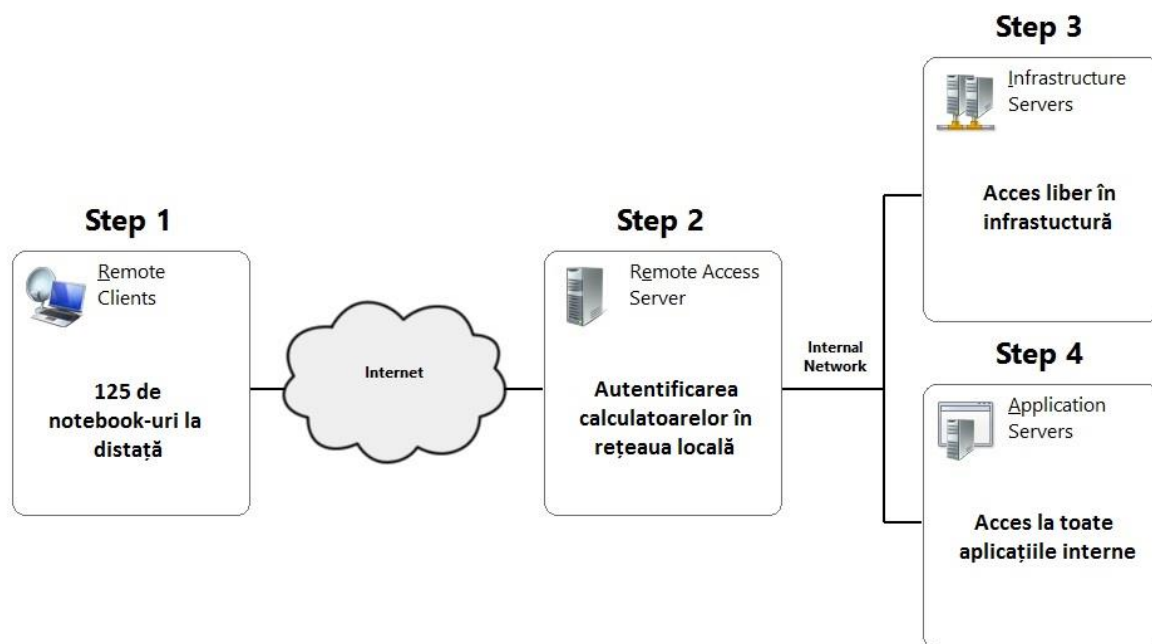 Step 1
Remote
Clients
125 de
notebook-uri la
distață
Internet
Step 2
Remote Access
Server
Autentificarea
calculatoarelor în
rețeaua locală
Internal
Network
Step 3
Infrastructure
Servers
Acces liber în
infrastuctură
Step 4
Application
Servers
Acces la toate
aplicațiile interne